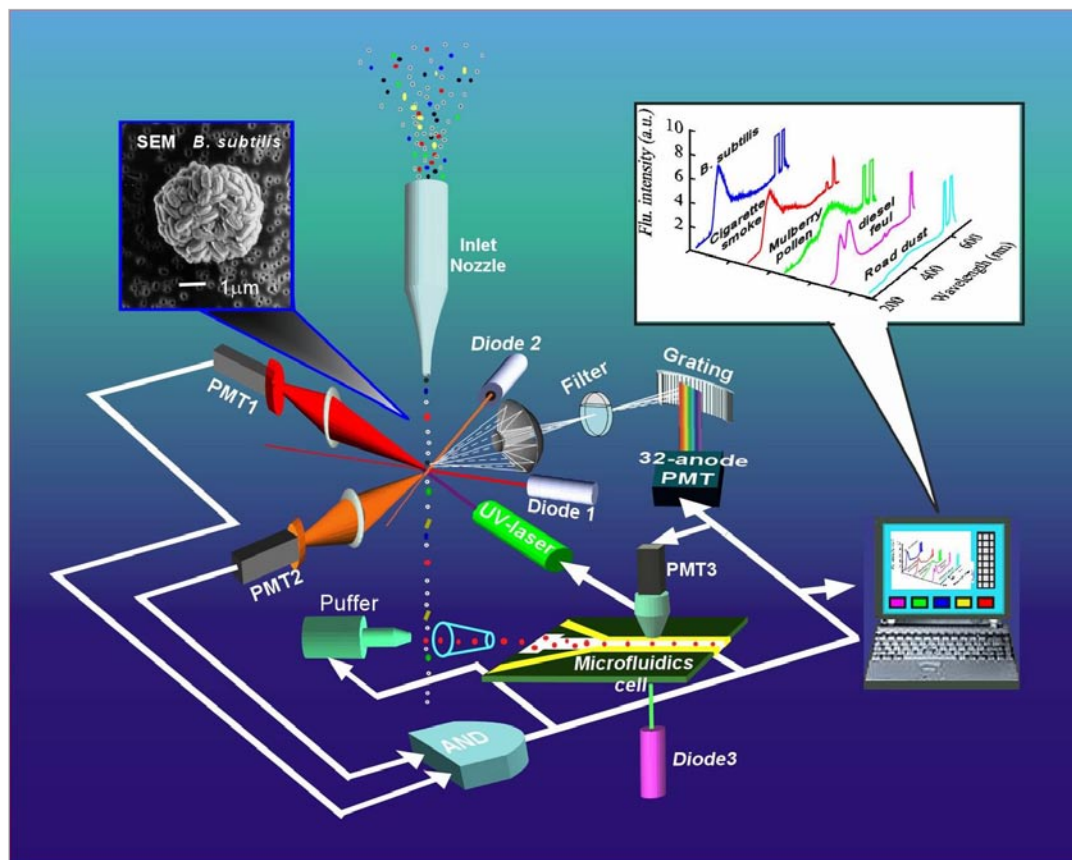 SEM B. subtilis
1µm
Inlet
Nozzle
Flu. intensity (a.u.)
10
8
6
4
2
B. subtilis
Cigarette
smoke
Mulberry
pollen
diesel
feul
Road dust
200
400
600
Wavelength (nm)
Diode 2
Filter
Grating
PMT1
32-anode
PMT
Diode 1
UV-laser
PMT2
PMT3
Puffer
Microfluidics
cell
AND
Diode3